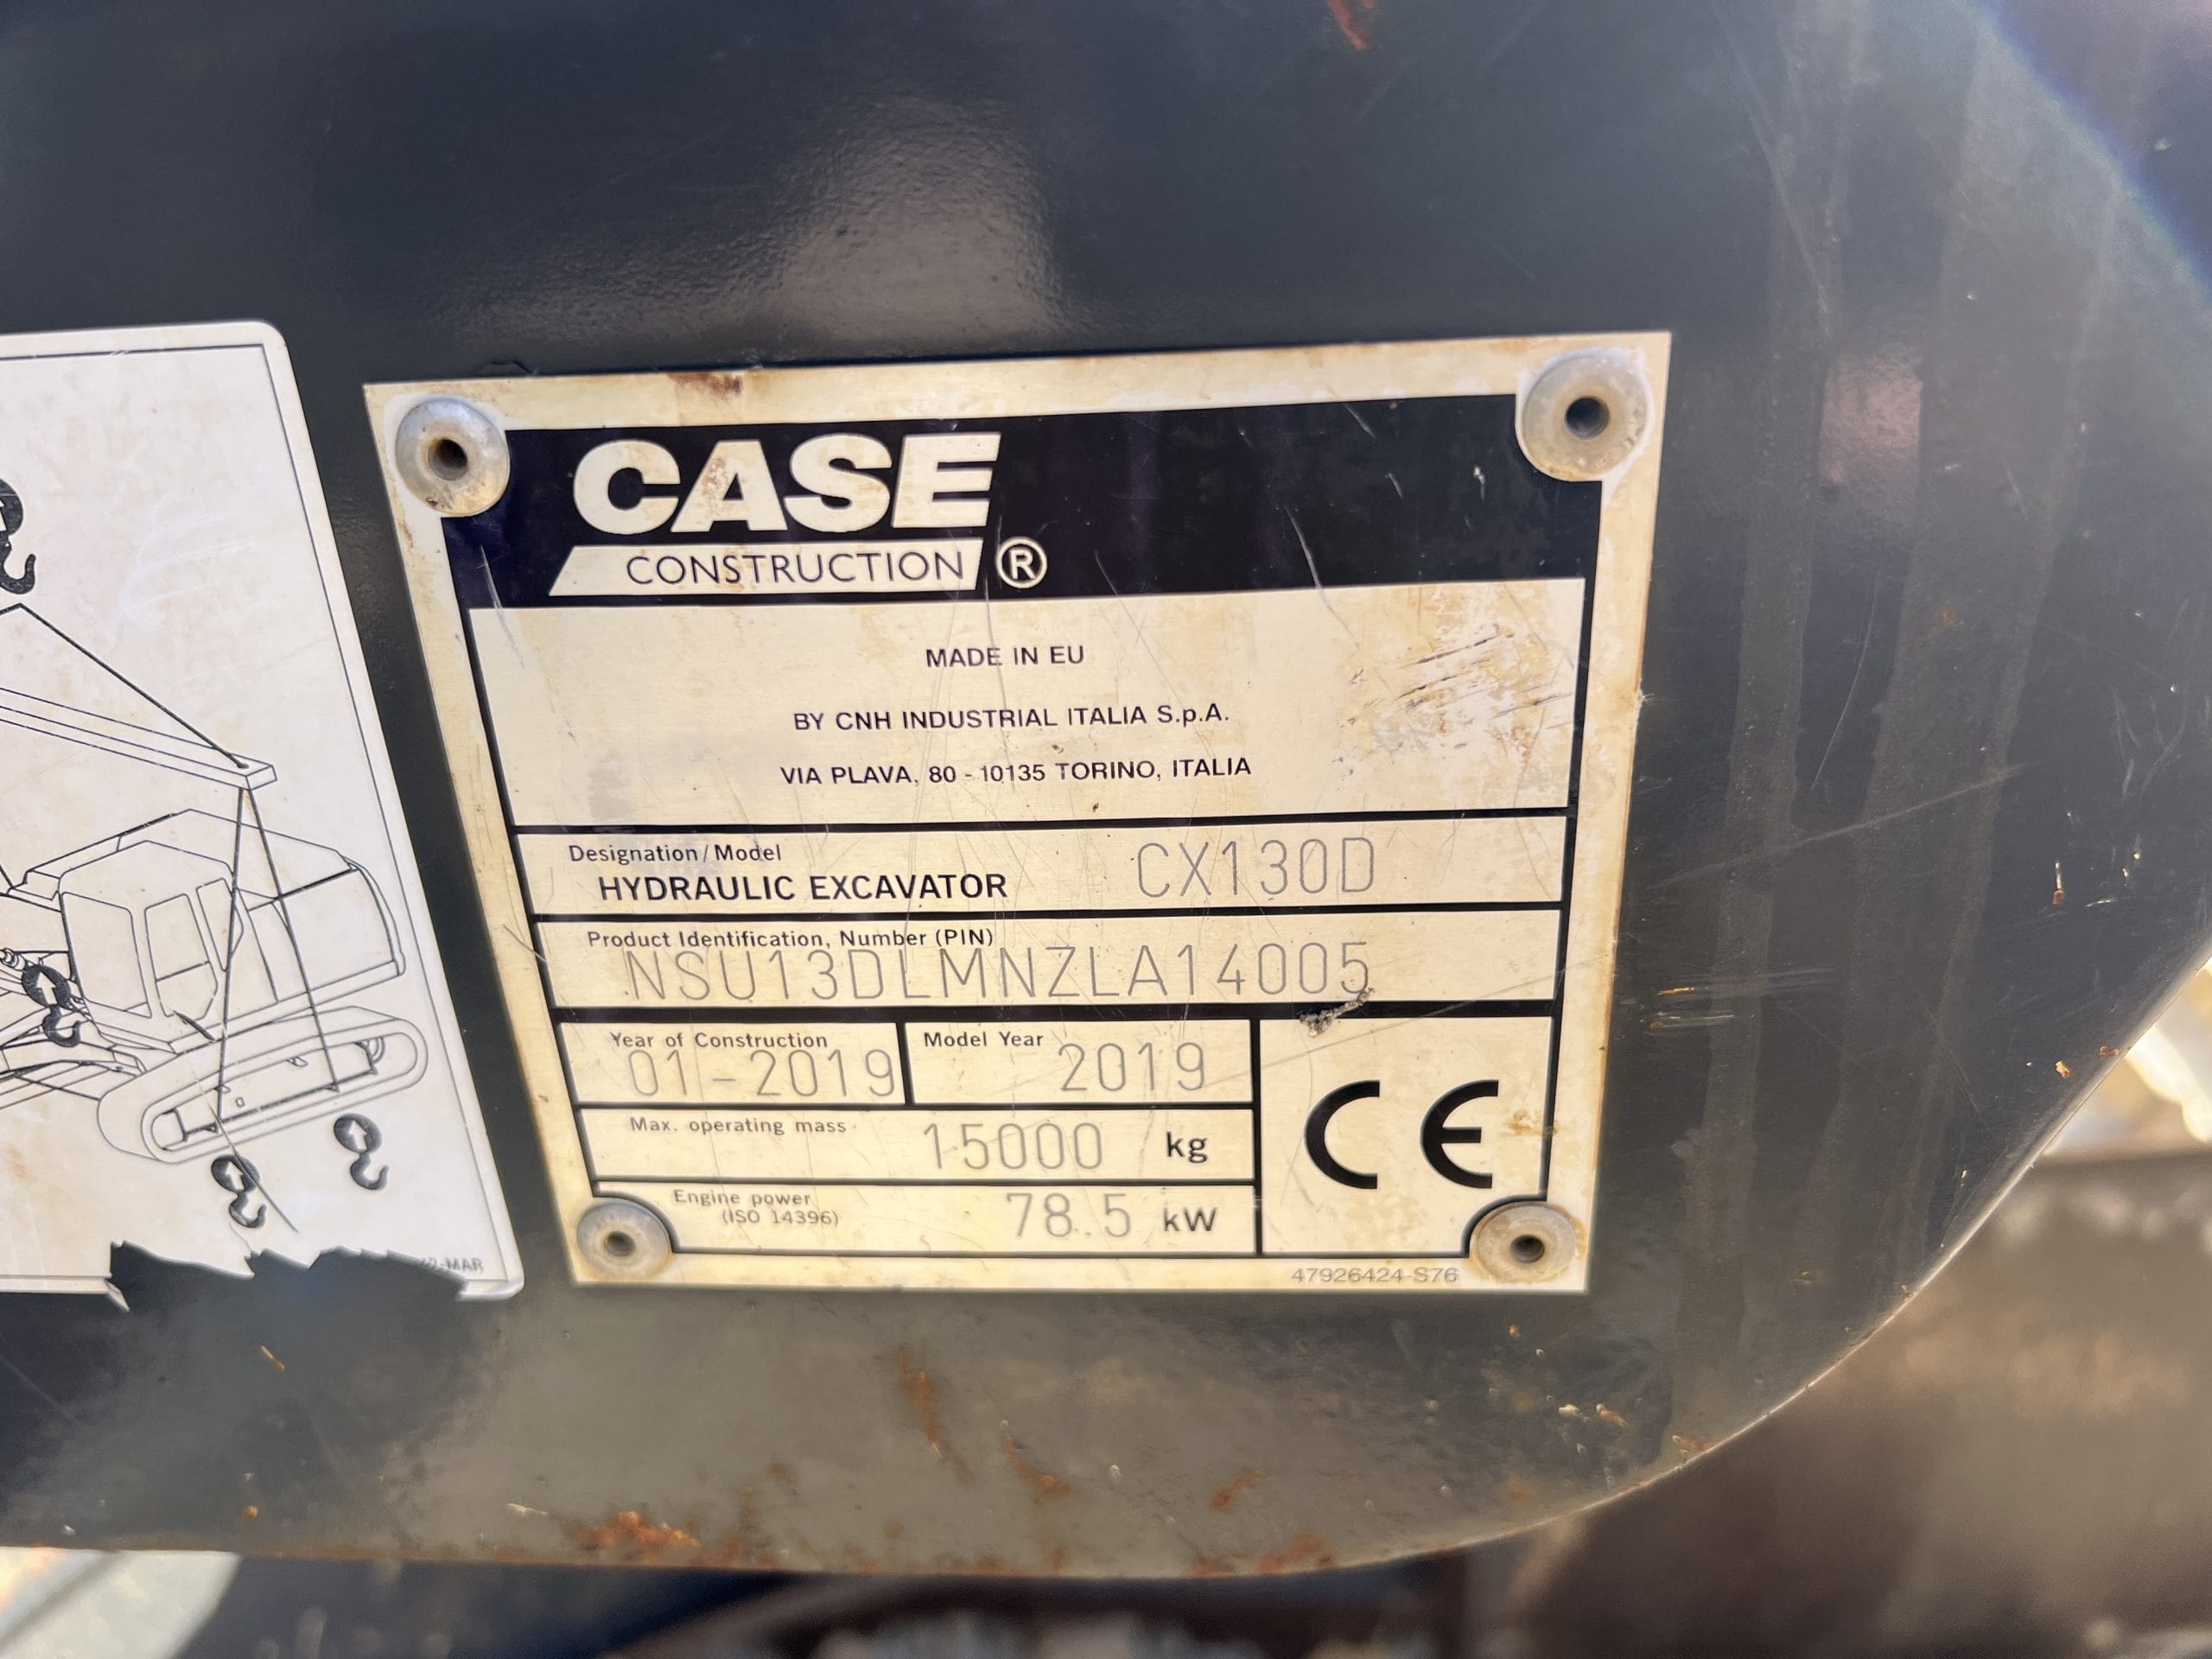 CASE
CONSTRUCTION ®
MADE IN EU
BY CNH INDUSTRIAL ITALIA S.p.A.
VIA PLAVA, 80 - 10135 TORINO, ITALIA
Designation/Model
HYDRAULIC EXCAVATOR CX130D
Product Identification, Number (PIN)
NSU13DLMNZLA14005
Year of Construction Model Year
01-2019 2019
Max. operating mass 15000 kg
Engine power
(ISO 14396) 78.5 kW
CE
47926424-S76
-MAR